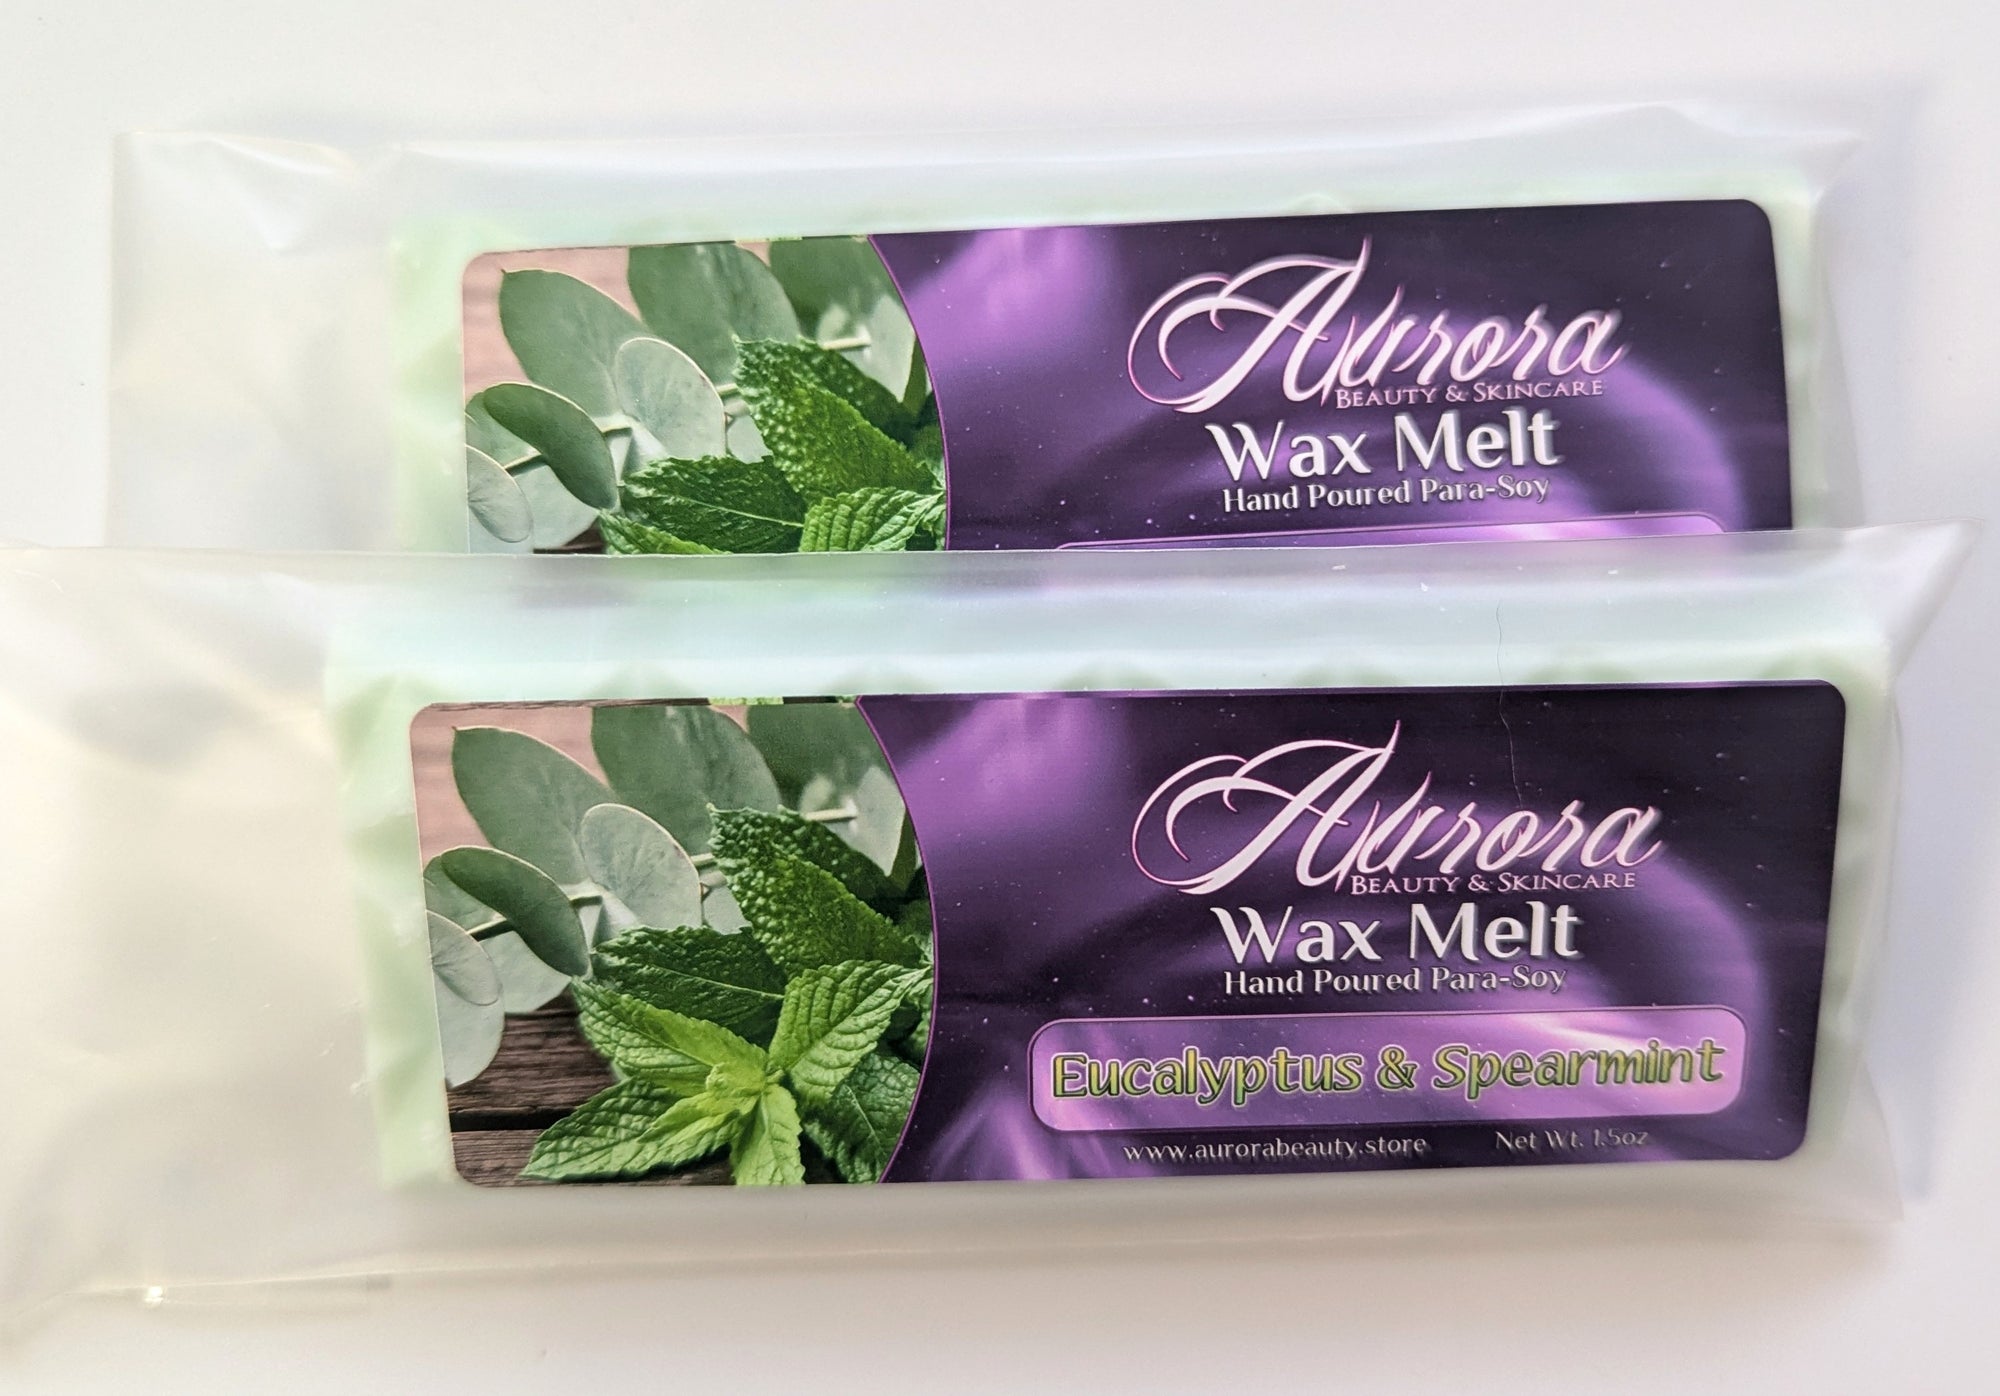 Aurora
BEAUTY & SKINCARE
Wax Melt
Hand Poured Para-Soy
Aurora
BEAUTY & SKINCARE
Wax Melt
Hand Poured Para-Soy
Eucalyptus & Spearmint
www.aurorabeauty.store Net Wt. 1.5oz